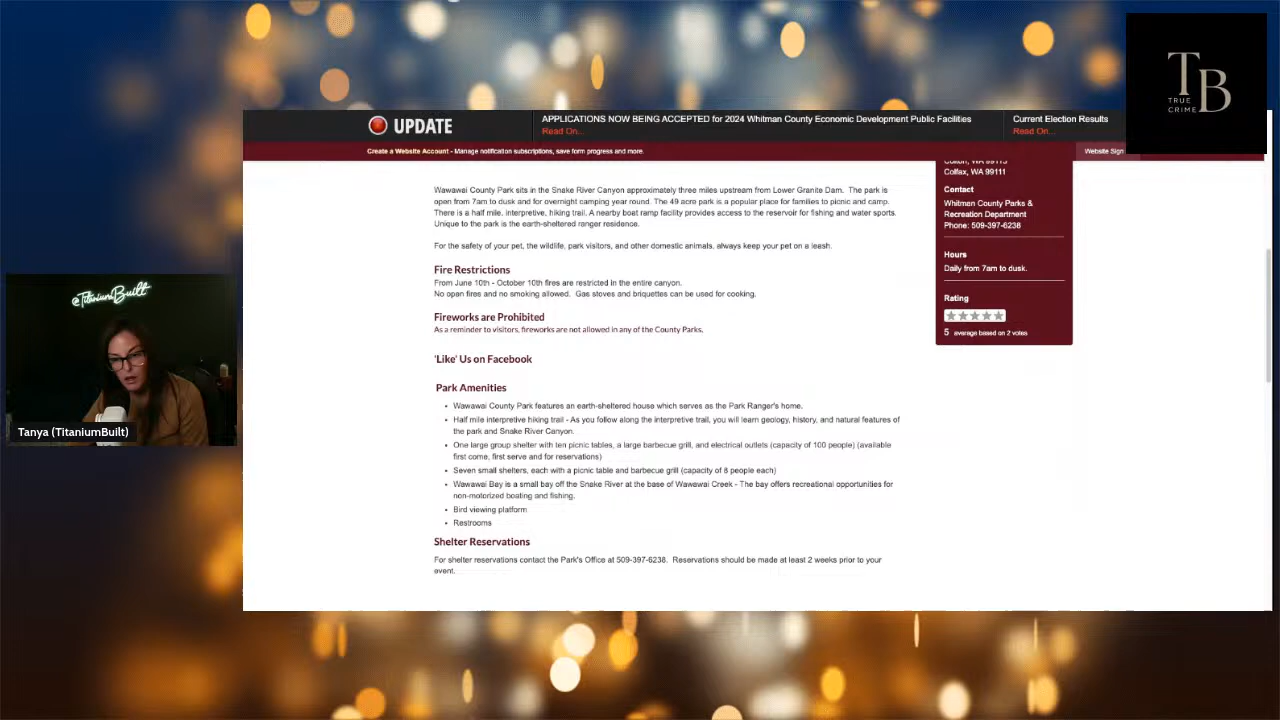 TB
TRUE
CRIME
UPDATE
APPLICATIONS NOW BEING ACCEPTED for 2024 Whitman County Economic Development Public Facilities
Read On...
Current Election Results
Read On...
Create a Website Account - Manage notification subscriptions, save form progress and more.
Website Sign
Wawawai County Park sits in the Snake River Canyon approximately three miles upstream from Lower Granite Dam. The park is
open from 7am to dusk and for overnight camping year round. The 49 acre park is a popular place for families to picnic and camp.
There is a half mile, interpretive, hiking trail. A nearby boat ramp facility provides access to the reservoir for fishing and water sports.
Unique to the park is the earth-sheltered ranger residence.
For the safety of your pet, the wildlife, park visitors, and other domestic animals, always keep your pet on a leash.
Fire Restrictions
From June 10th - October 10th fires are restricted in the entire canyon.
No open fires and no smoking allowed. Gas stoves and briquettes can be used for cooking.
Fireworks are Prohibited
As a reminder to visitors, fireworks are not allowed in any of the County Parks.
'Like' Us on Facebook
Park Amenities
• Wawawai County Park features an earth-sheltered house which serves as the Park Ranger's home.
• Half mile interpretive hiking trail - As you follow along the interpretive trail, you will learn geology, history, and natural features of
the park and Snake River Canyon.
• One large group shelter with ten picnic tables, a large barbecue grill, and electrical outlets (capacity of 100 people) (available
first come, first serve and for reservations)
• Seven small shelters, each with a picnic table and barbecue grill (capacity of 8 people each)
• Wawawai Bay is a small bay off the Snake River at the base of Wawawai Creek - The bay offers recreational opportunities for
non-motorized boating and fishing.
• Bird viewing platform
• Restrooms
Shelter Reservations
For shelter reservations contact the Park's Office at 509-397-6238. Reservations should be made at least 2 weeks prior to your
event.
Colton, WA 99113
Colfax, WA 99111
Contact
Whitman County Parks &
Recreation Department
Phone: 509-397-6238
Hours
Daily from 7am to dusk.
Rating
5 average based on 2 votes
@TitaniumBuilt
Tanya (TitaniumBuilt)